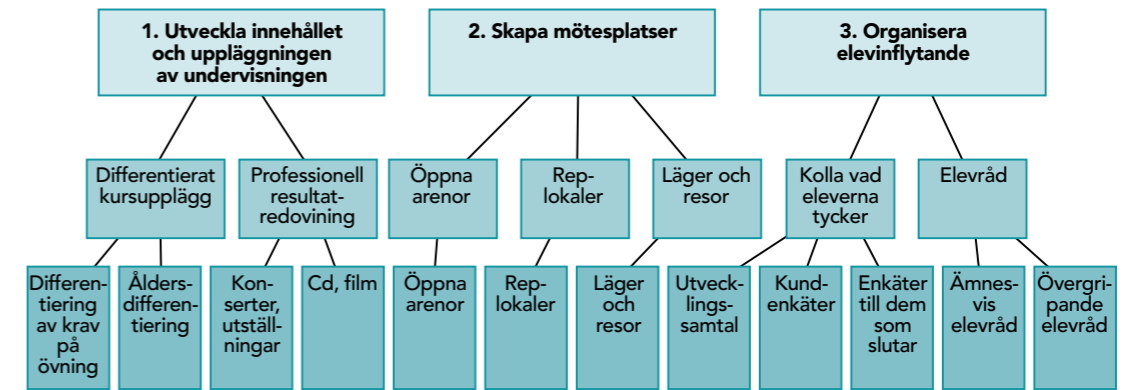 1. Utveckla innehållet
och uppläggningen
av undervisningen
2. Skapa mötesplatser
3. Organisera
elevinflytande
Differentierat
kursupplägg
Professionell
resultat-
redovining
Öppna
arenor
Rep-
lokaler
Läger och
resor
Kolla vad
eleverna
tycker
Elevråd
Differen-
tiering
av krav
på
övning
Ålders-
differen-
tiering
Kon-
serter,
utställ-
ningar
Cd, film
Öppna
arenor
Rep-
lokaler
Läger
och
resor
Utveck-
lings-
samtal
Kund-
enkäter
Enkäter
till dem
som
slutar
Ämnes-
vis
elevråd
Övergri-
pande
elevråd